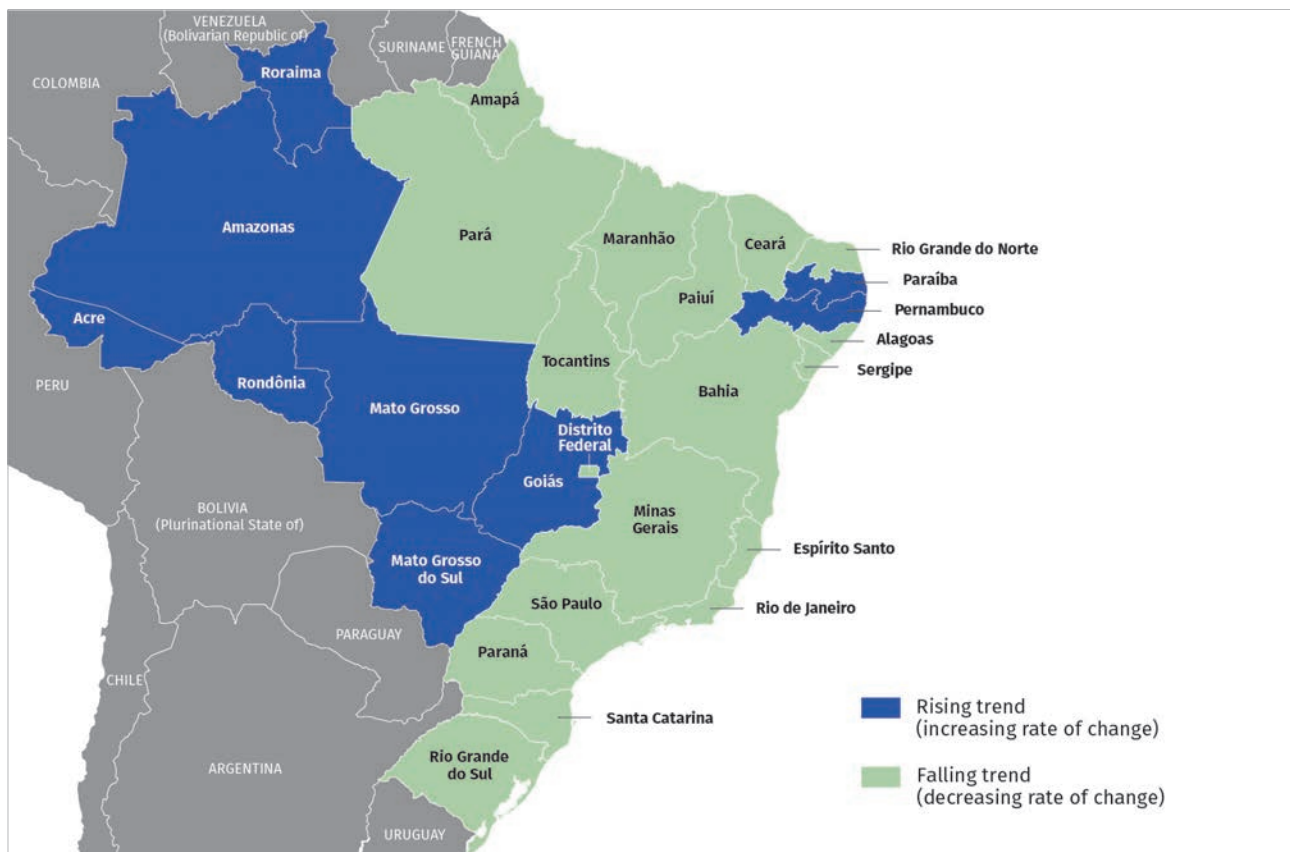 VENEZUELA
(Bolivarian Republic of)
SURINAME
FRENCH
GUIANA
COLOMBIA
Roraima
Amapá
Amazonas
Pará
Maranhão
Ceará
Rio Grande do Norte
Paraíba
Paiuí
Pernambuco
Acre
Alagoas
Tocantins
Sergipe
PERU
Rondônia
Mato Grosso
Bahia
Distrito
Federal
Goiás
BOLIVIA
(Plurinational State of)
Minas
Gerais
Espírito Santo
Mato Grosso
do Sul
São Paulo
Rio de Janeiro
PARAGUAY
Paraná
CHILE
Santa Catarina
Rising trend
(increasing rate of change)
Rio Grande
do Sul
ARGENTINA
Falling trend
(decreasing rate of change)
URUGUAY